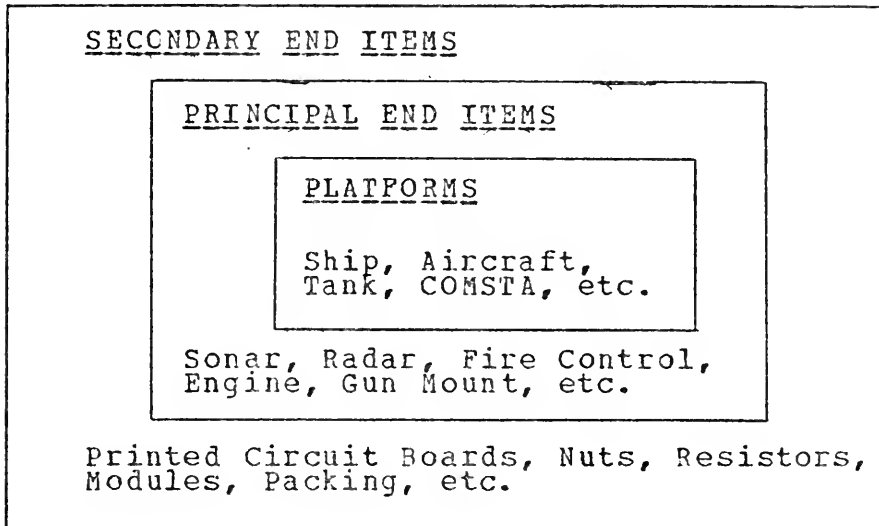 SECONDARY END ITEMS
PRINCIPAL END ITEMS
PLATFORMS
Ship, Aircraft,
Tank, COMSTA, etc.
Sonar, Radar, Fire Control,
Engine, Gun Mount, etc.
Printed Circuit Boards, Nuts, Resistors,
Modules, Packing, etc.